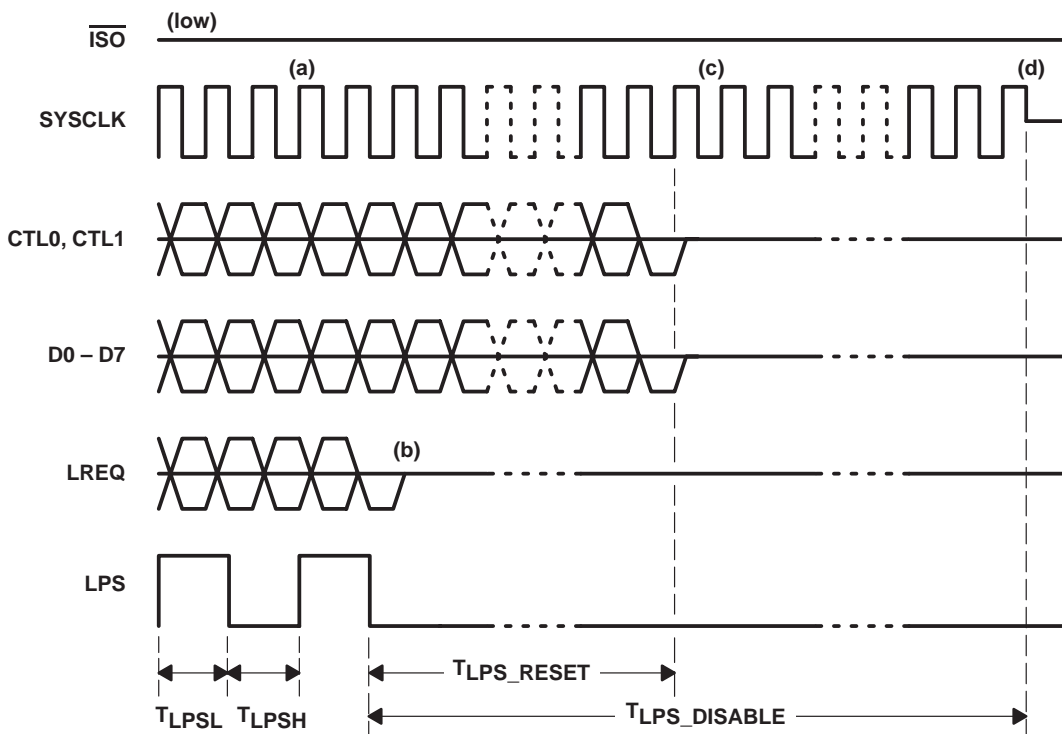 (low)
ISO
(a)
(c)
(d)
SYSCLK
CTL0, CTL1
D0 – D7
(b)
LREQ
LPS
TLPS_RESET
TLPSL
TLPSH
TLPS_DISABLE